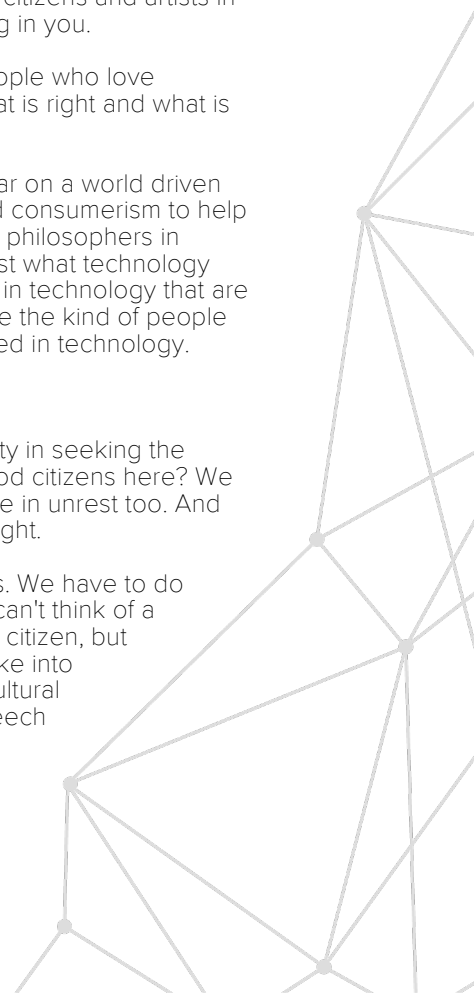 citizens and artists in
g in you.
ople who love
at is right and what is
ar on a world driven
d consumerism to help
philosophers in
st what technology
in technology that are
e the kind of people
ed in technology.
ty in seeking the
od citizens here? We
e in unrest too. And
ght.
s. We have to do
can't think of a
citizen, but
ke into
ultural
eech